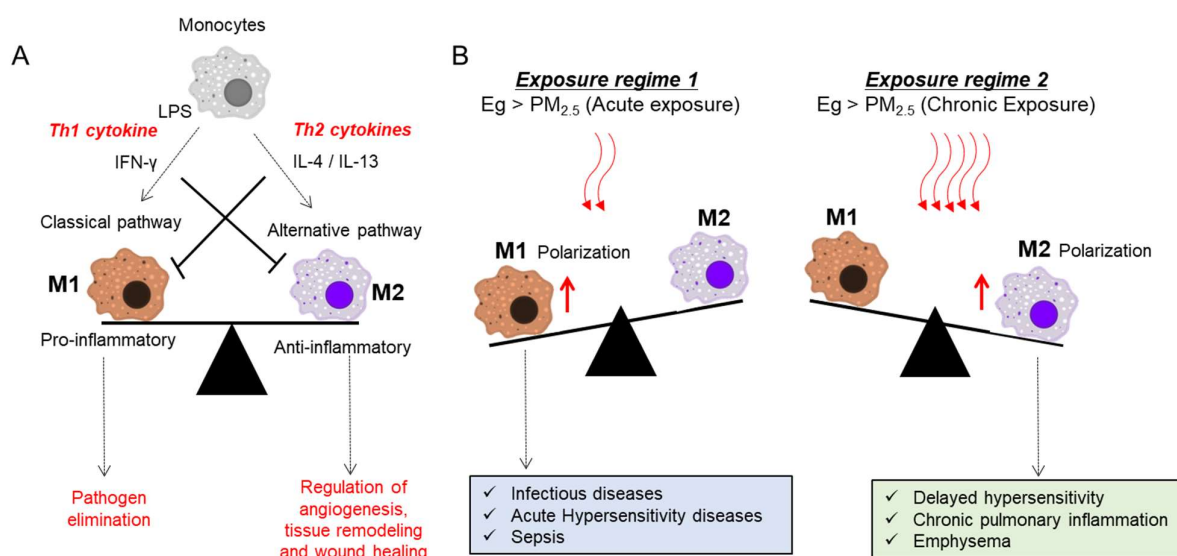 A
Monocytes
LPS
Th1 cytokine
Th2 cytokines
IFN-γ
IL-4 / IL-13
Classical pathway
Alternative pathway
M1
M2
Pro-inflammatory
Anti-inflammatory
Pathogen
elimination
Regulation of
angiogenesis,
tissue remodeling
and wound healing
B
Exposure regime 1
Eg > PM2.5 (Acute exposure)
M2
M1 Polarization
✓ Infectious diseases
✓ Acute Hypersensitivity diseases
✓ Sepsis
Exposure regime 2
Eg > PM2.5 (Chronic Exposure)
M1
M2 Polarization
✓ Delayed hypersensitivity
✓ Chronic pulmonary inflammation
✓ Emphysema